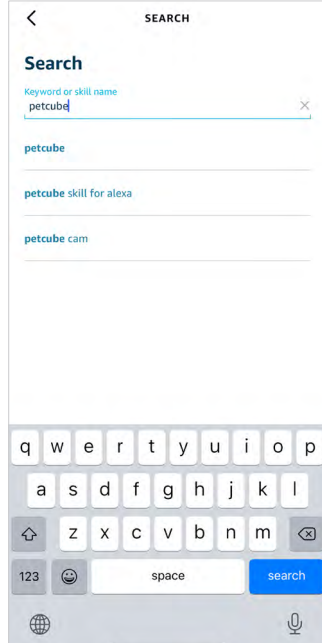 SEARCH
Search
Keyword or skill name
petcube
petcube
petcube skill for alexa
petcube cam
q w e r t y u i o p
a s d f g h j k l
z x c v b n m
123 space search